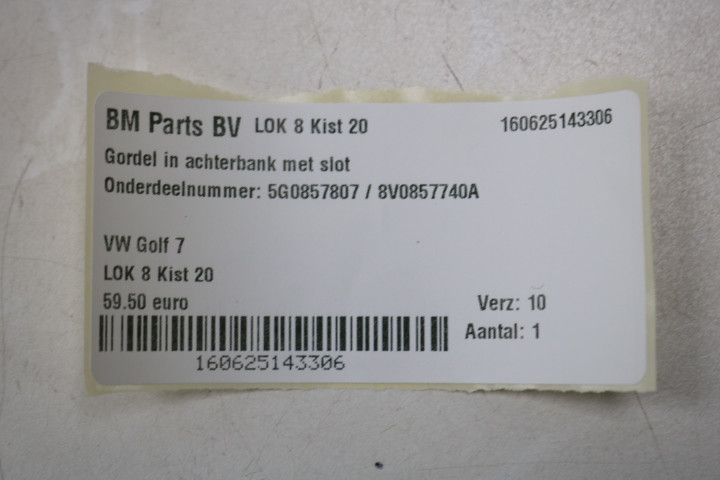 BM Parts BV LOK 8 Kist 20 160625143306
Gordel in achterbank met slot
Onderdeelnummer: 5G0857807 / 8V0857740A
VW Golf 7
LOK 8 Kist 20
59.50 euro Verz: 10
Aantal: 1
160625143306